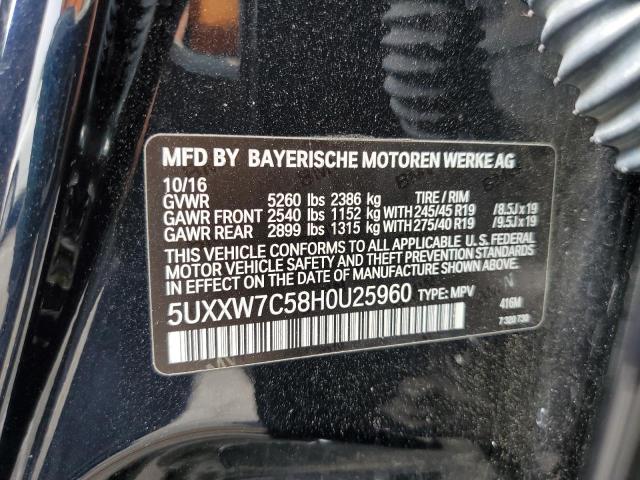 MFD BY BAYERISCHE MOTOREN WERKE AG
10/16
GVWR 5260 lbs 2386 kg TIRE / RIM
GAWR FRONT 2540 lbs 1152 kg WITH 245/45 R19 /8.5J x 19
GAWR REAR 2899 lbs 1315 kg WITH 275/40 R19 /9.5J x 19
THIS VEHICLE CONFORMS TO ALL APPLICABLE U.S. FEDERAL
MOTOR VEHICLE SAFETY AND THEFT PREVENTION STANDARDS
IN EFFECT ON THE DATE OF MANUFACTURE SHOWN ABOVE.
5UXXW7C58H0U25960 TYPE: MPV
416M